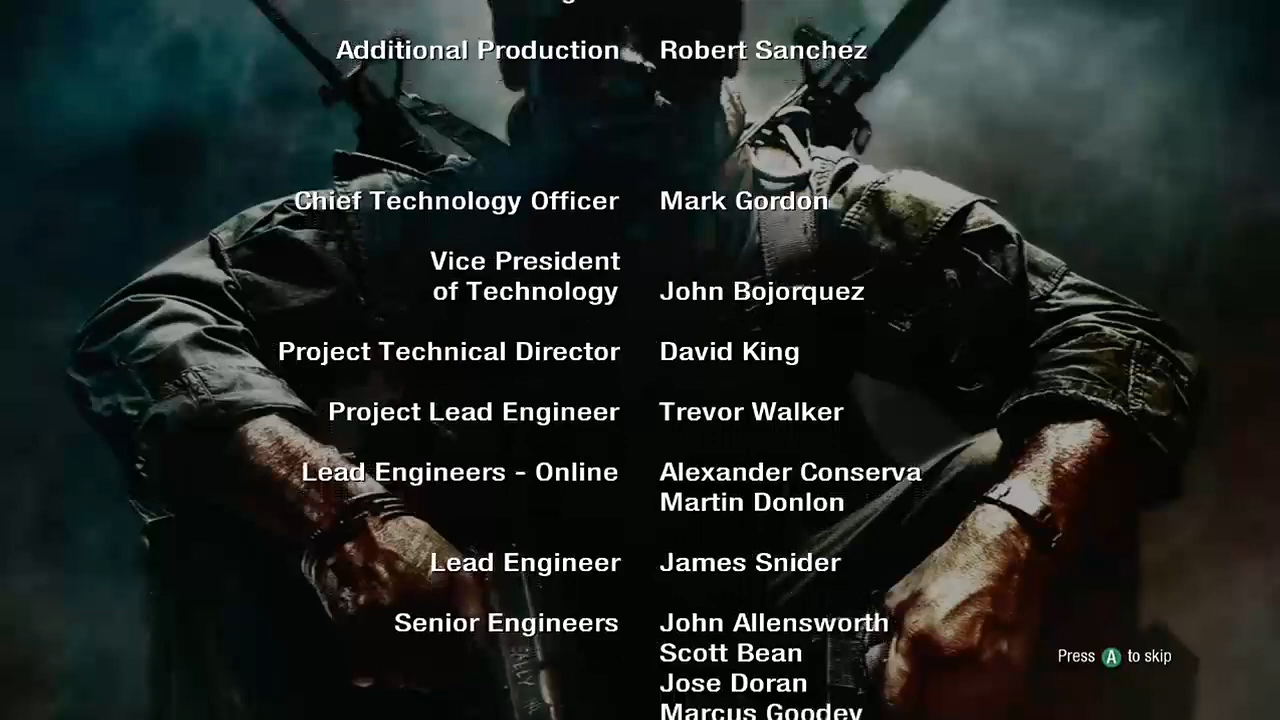 Additional Production Robert Sanchez
Chief Technology Officer Mark Gordon
Vice President
of Technology John Bojorquez
Project Technical Director David King
Project Lead Engineer Trevor Walker
Lead Engineers - Online Alexander Conserva
Martin Donlon
Lead Engineer James Snider
Senior Engineers John Allensworth
Scott Bean
Press A to skip
Jose Doran
Marcus Goodey